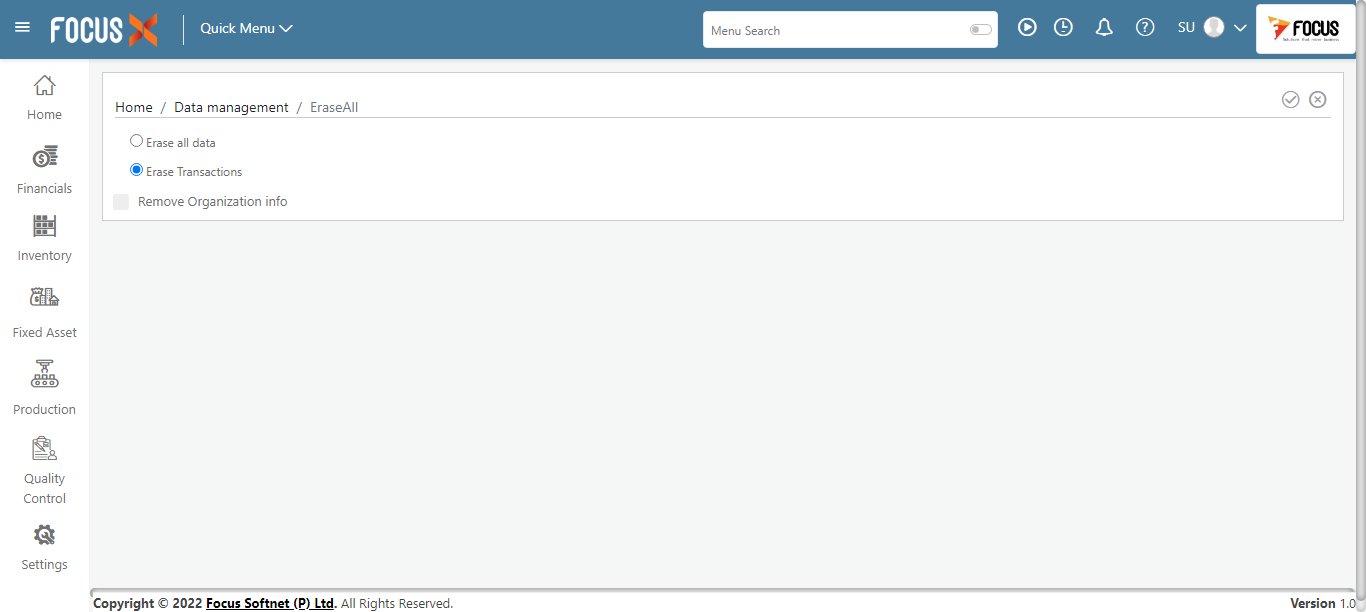 FOCUS X
Quick Menu
Menu Search
SU
FOCUS
Home / Data management / EraseAll
Erase all data
Erase Transactions
Remove Organization info
Home
Financials
Inventory
Fixed Asset
Production
Quality
Control
Settings
Copyright © 2022 Focus Softnet (P) Ltd. All Rights Reserved.
Version 1.0